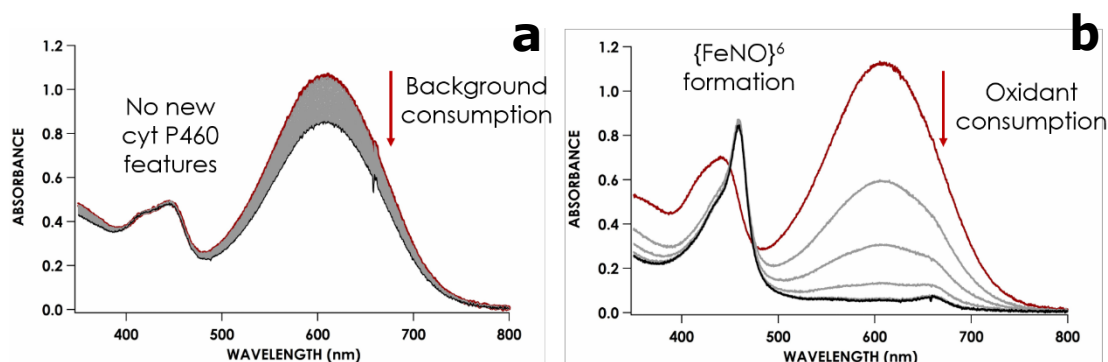 a
1.2
1.0
0.8
0.6
0.4
0.2
0.0
ABSORBANCE
No new
cyt P460
features
Background
consumption
400
500
600
700
800
WAVELENGTH (nm)
b
1.2
1.0
0.8
0.6
0.4
0.2
0.0
ABSORBANCE
{FeNO}⁶
formation
Oxidant
consumption
400
500
600
700
800
WAVELENGTH (nm)